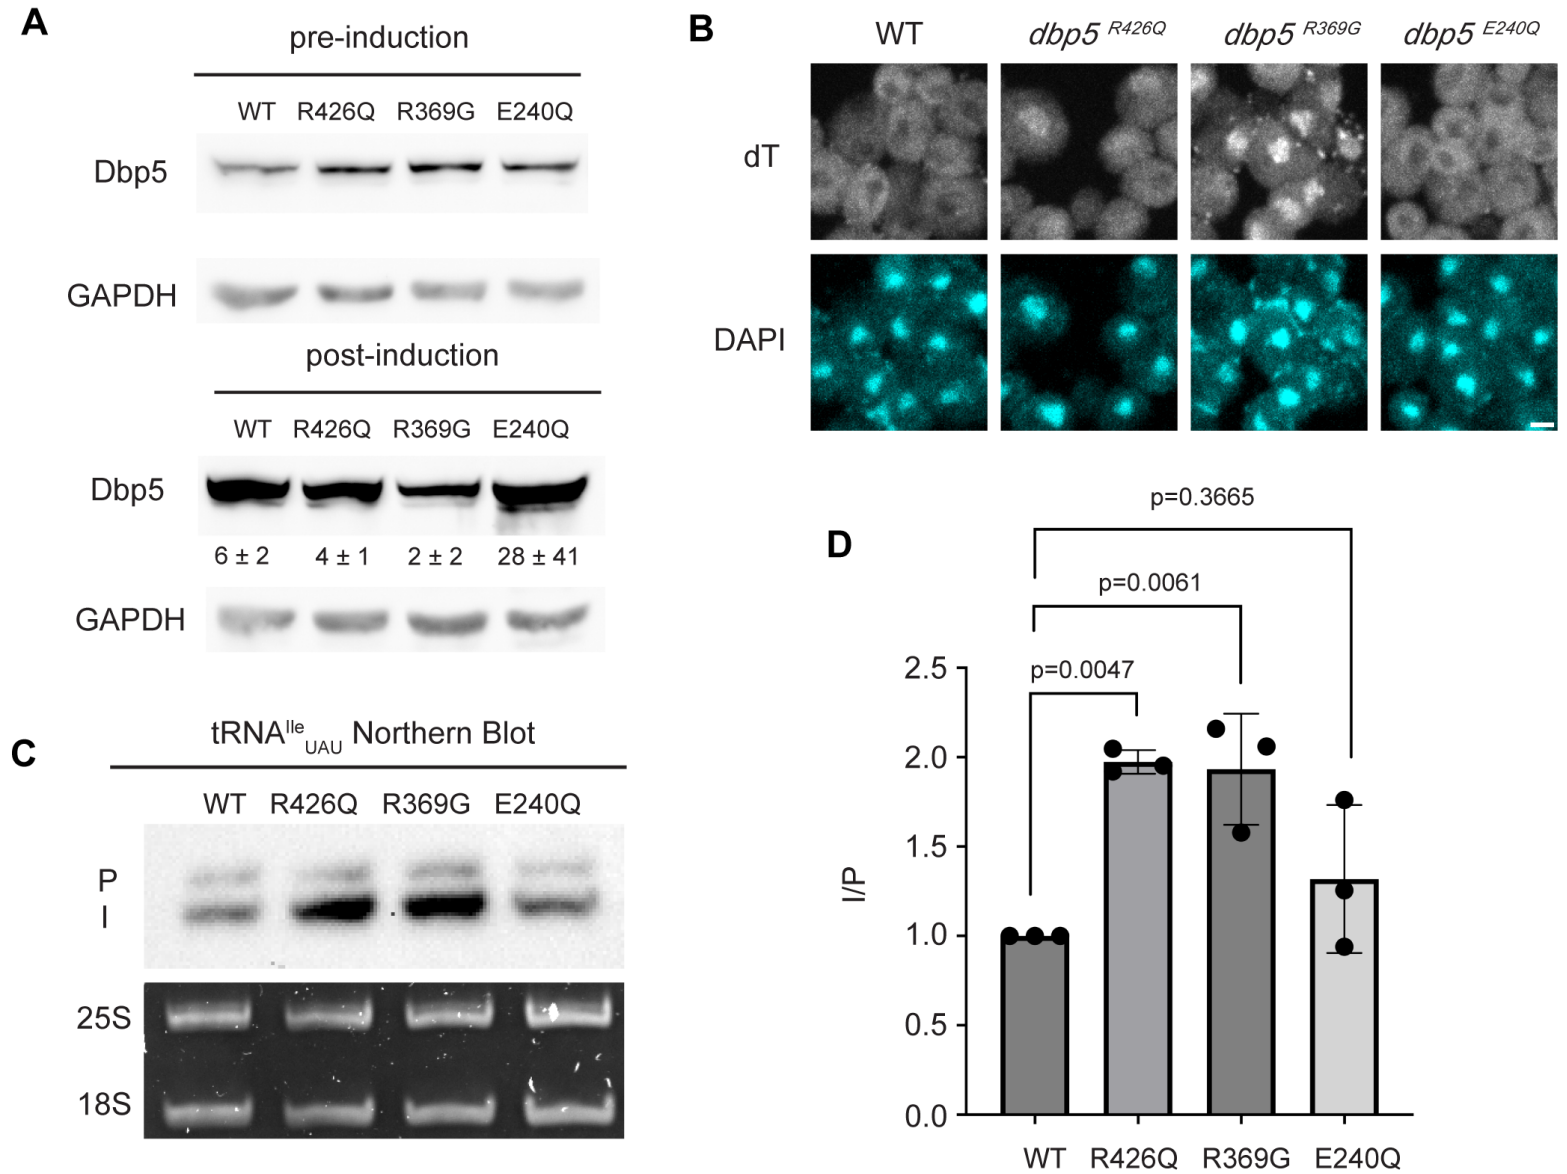 A
pre-induction
WT R426Q R369G E240Q
Dbp5
GAPDH
post-induction
WT R426Q R369G E240Q
Dbp5
6 ± 2 4 ± 1 2 ± 2 28 ± 41
GAPDH
B
WT dbp5 R426Q dbp5 R369G dbp5 E240Q
dT
DAPI
C
tRNA Ile UAU Northern Blot
WT R426Q R369G E240Q
P
I
25S
18S
D
p=0.3665
p=0.0061
p=0.0047
2.5
2.0
1.5
1.0
0.5
0.0
I/P
WT R426Q R369G E240Q